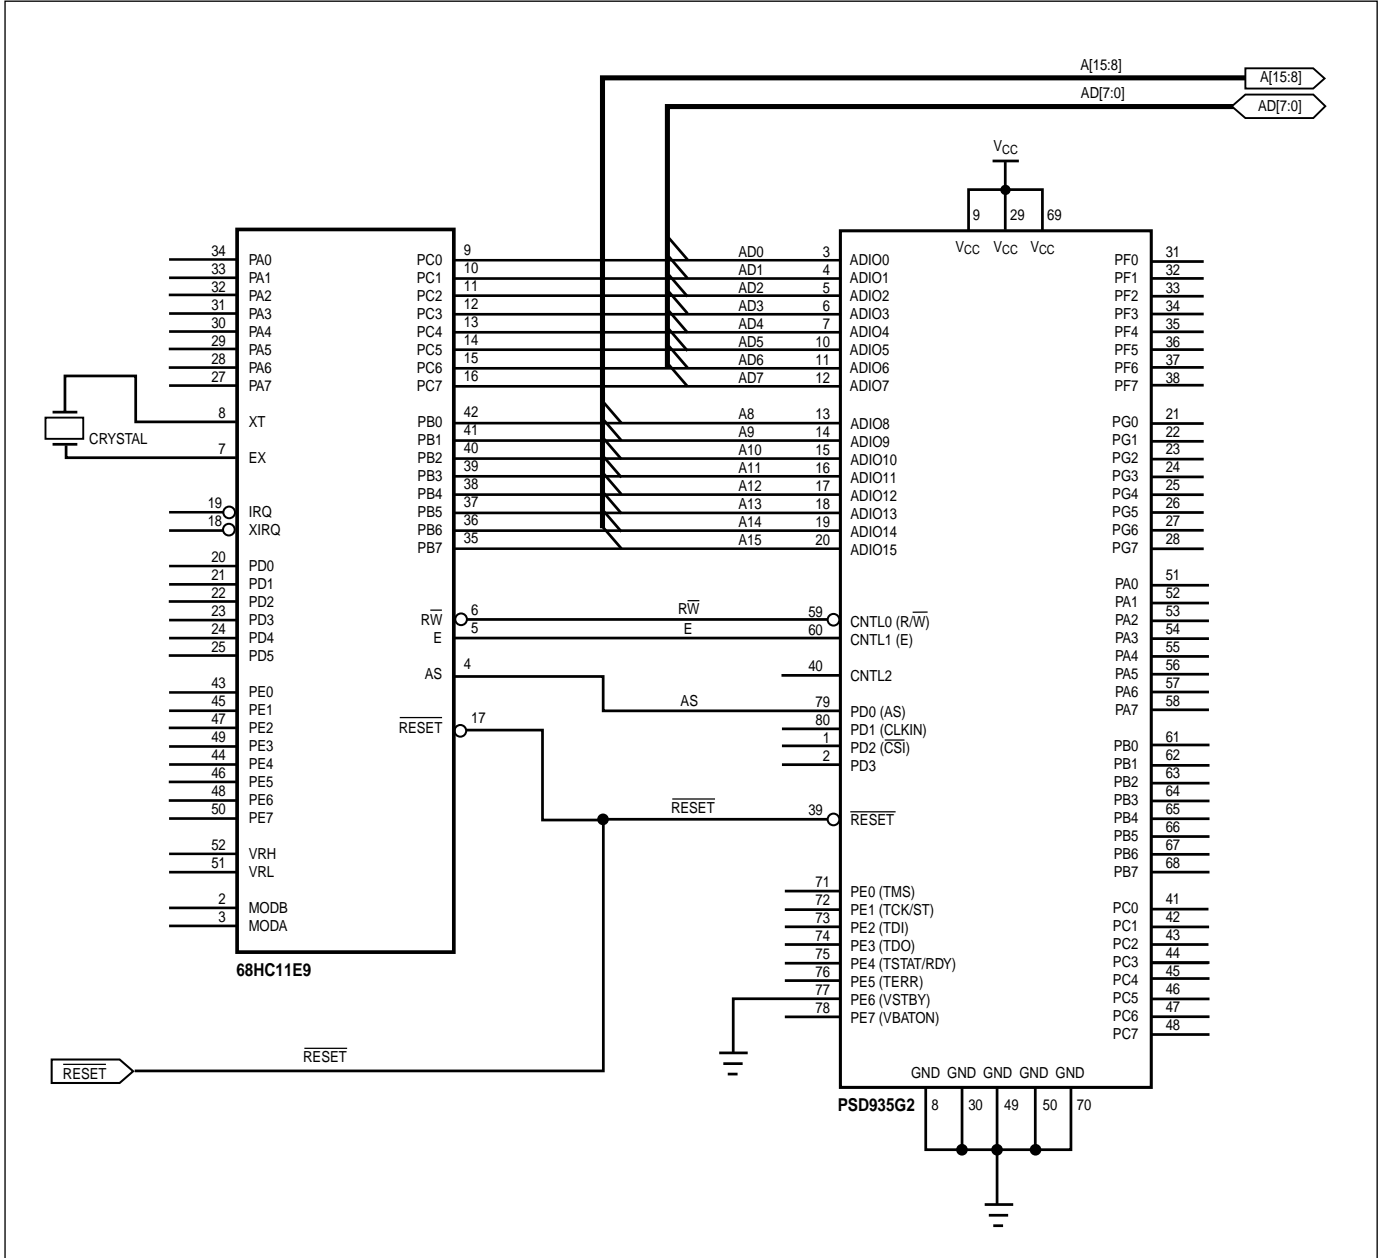 A[15:8]
A[15:8]
AD[7:0]
AD[7:0]
VCC
9 29 69
VCC VCC VCC
34 PA0
33 PA1
32 PA2
31 PA3
30 PA4
29 PA5
28 PA6
27 PA7
8 XT
CRYSTAL
7 EX
19 IRQ
18 XIRQ
20 PD0
21 PD1
22 PD2
23 PD3
24 PD4
25 PD5
43 PE0
45 PE1
47 PE2
49 PE3
44 PE4
46 PE5
48 PE6
50 PE7
52 VRH
51 VRL
2 MODB
3 MODA
PC0 9
PC1 10
PC2 11
PC3 12
PC4 13
PC5 14
PC6 15
PC7 16
PB0 42
PB1 41
PB2 40
PB3 39
PB4 38
PB5 37
PB6 36
PB7 35
RW̅ 6
E 5
AS 4
R̅E̅S̅E̅T̅ 17
68HC11E9
AD0 3 ADIO0
AD1 4 ADIO1
AD2 5 ADIO2
AD3 6 ADIO3
AD4 7 ADIO4
AD5 10 ADIO5
AD6 11 ADIO6
AD7 12 ADIO7
A8 13 ADIO8
A9 14 ADIO9
A10 15 ADIO10
A11 16 ADIO11
A12 17 ADIO12
A13 18 ADIO13
A14 19 ADIO14
A15 20 ADIO15
RW̅ 59 CNTL0 (R/W̅)
E 60 CNTL1 (E)
40 CNTL2
AS 79 PD0 (AS)
80 PD1 (CLKIN)
1 PD2 (C̅S̅I̅)
2 PD3
R̅E̅S̅E̅T̅ 39 R̅E̅S̅E̅T̅
71 PE0 (TMS)
72 PE1 (TCK/ST)
73 PE2 (TDI)
74 PE3 (TDO)
75 PE4 (TSTAT/RDY)
76 PE5 (TERR)
77 PE6 (VSTBY)
78 PE7 (VBATON)
PF0 31
PF1 32
PF2 33
PF3 34
PF4 35
PF5 36
PF6 37
PF7 38
PG0 21
PG1 22
PG2 23
PG3 24
PG4 25
PG5 26
PG6 27
PG7 28
PA0 51
PA1 52
PA2 53
PA3 54
PA4 55
PA5 56
PA6 57
PA7 58
PB0 61
PB1 62
PB2 63
PB3 64
PB4 65
PB5 66
PB6 67
PB7 68
PC0 41
PC1 42
PC2 43
PC3 44
PC4 45
PC5 46
PC6 47
PC7 48
R̅E̅S̅E̅T̅
R̅E̅S̅E̅T̅
GND GND GND GND GND
PSD935G2 8 30 49 50 70